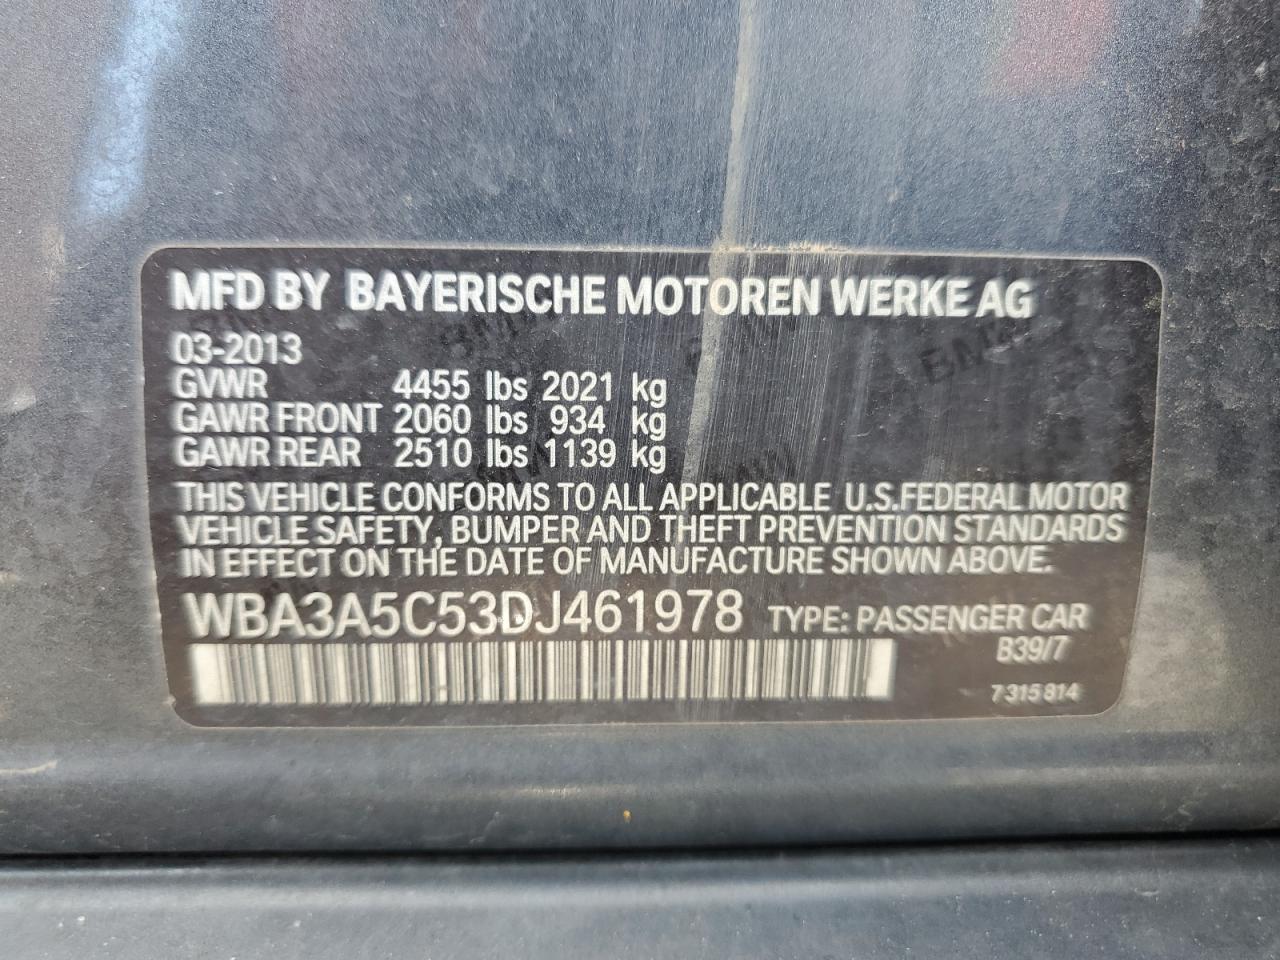 MFD BY BAYERISCHE MOTOREN WERKE AG
03-2013
GVWR 4455 lbs 2021 kg
GAWR FRONT 2060 lbs 934 kg
GAWR REAR 2510 lbs 1139 kg
THIS VEHICLE CONFORMS TO ALL APPLICABLE U.S.FEDERAL MOTOR
VEHICLE SAFETY, BUMPER AND THEFT PREVENTION STANDARDS
IN EFFECT ON THE DATE OF MANUFACTURE SHOWN ABOVE.
WBA3A5C53DJ461978 TYPE: PASSENGER CAR
B39/7
7 315 814